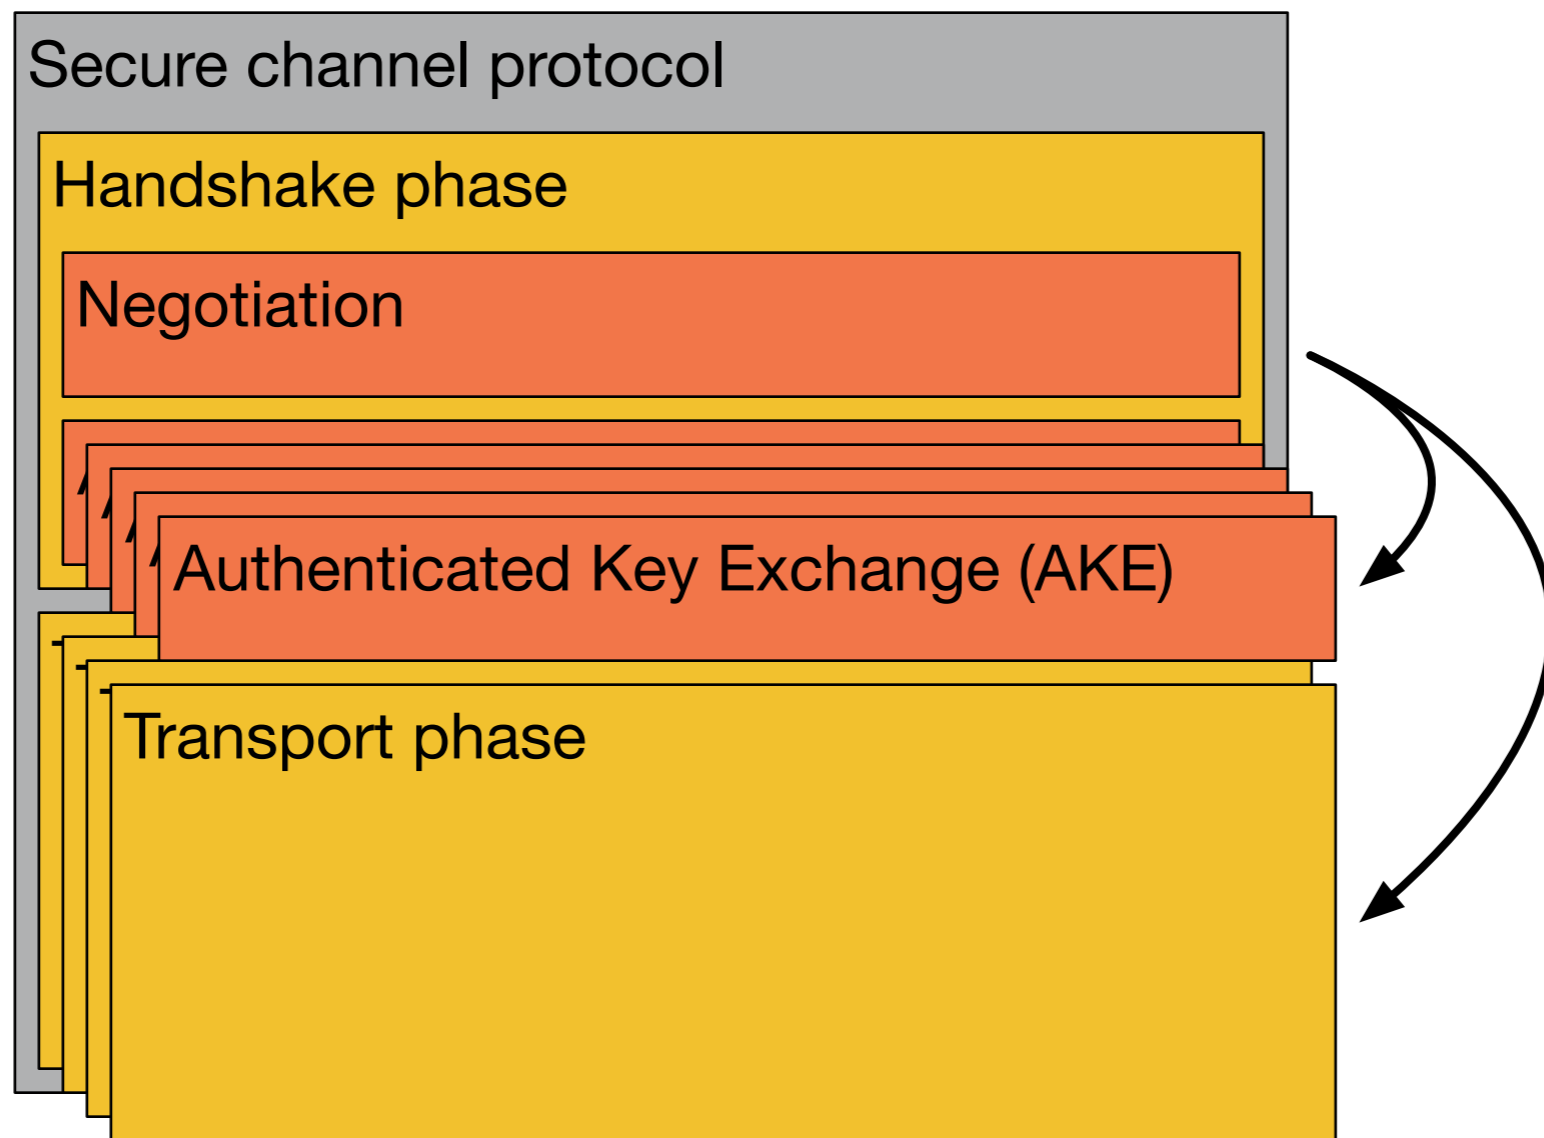 Secure channel protocol
Handshake phase
Negotiation
Authenticated Key Exchange (AKE)
Transport phase